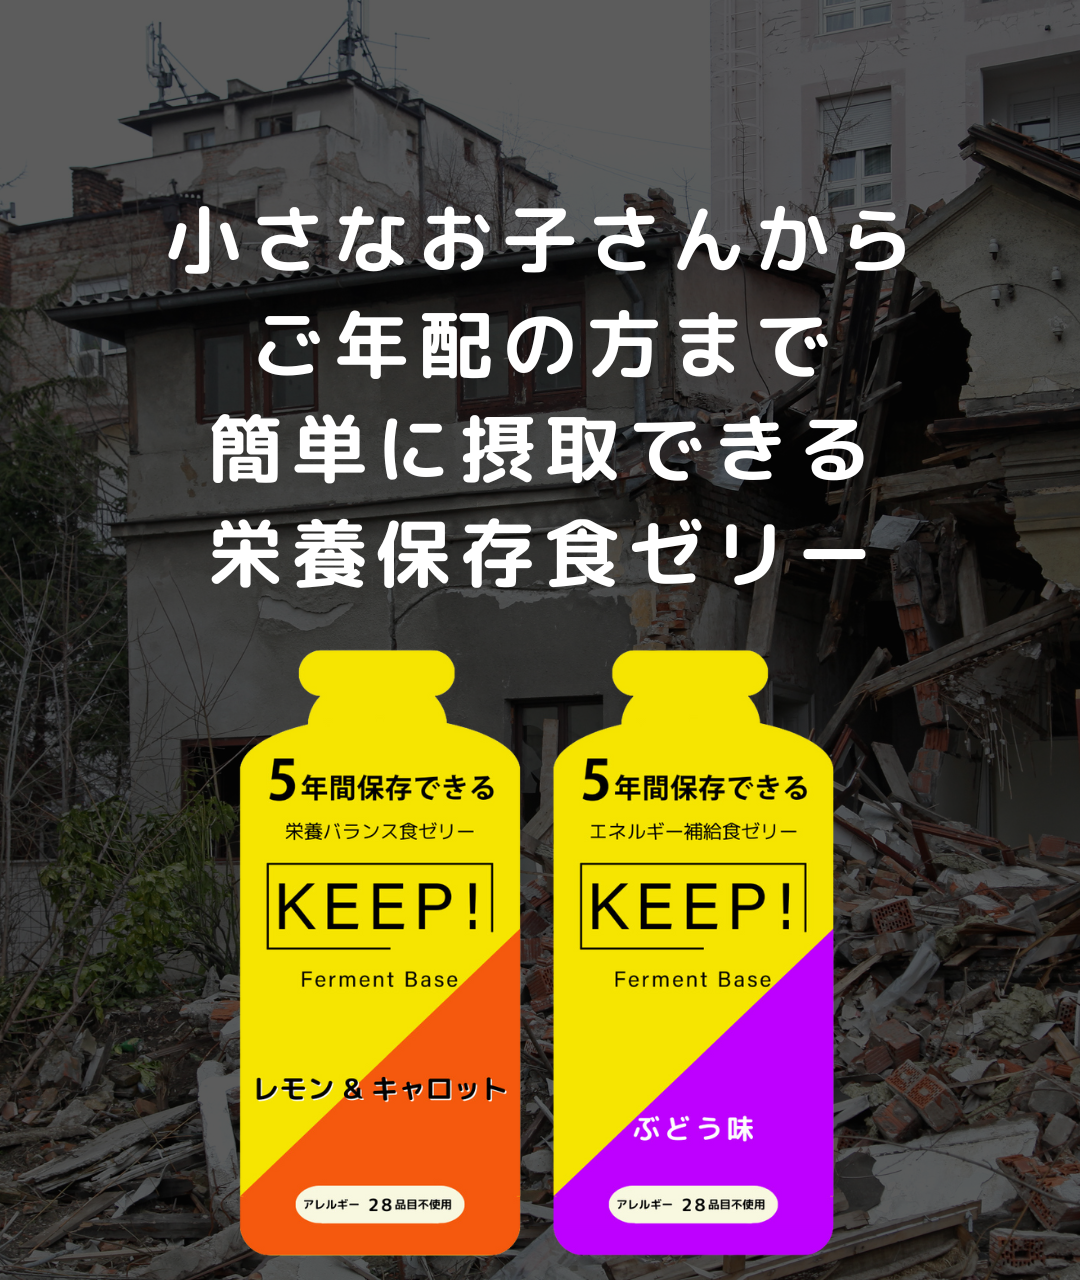 小さなお子さんから
ご年配の方まで
簡単に摂取できる
栄養保存食ゼリー
5年間保存できる
栄養バランス食ゼリー
KEEP!
Ferment Base
レモン & キャロット
アレルギー 28品目不使用
5年間保存できる
エネルギー補給食ゼリー
KEEP!
Ferment Base
ぶどう味
アレルギー 28品目不使用